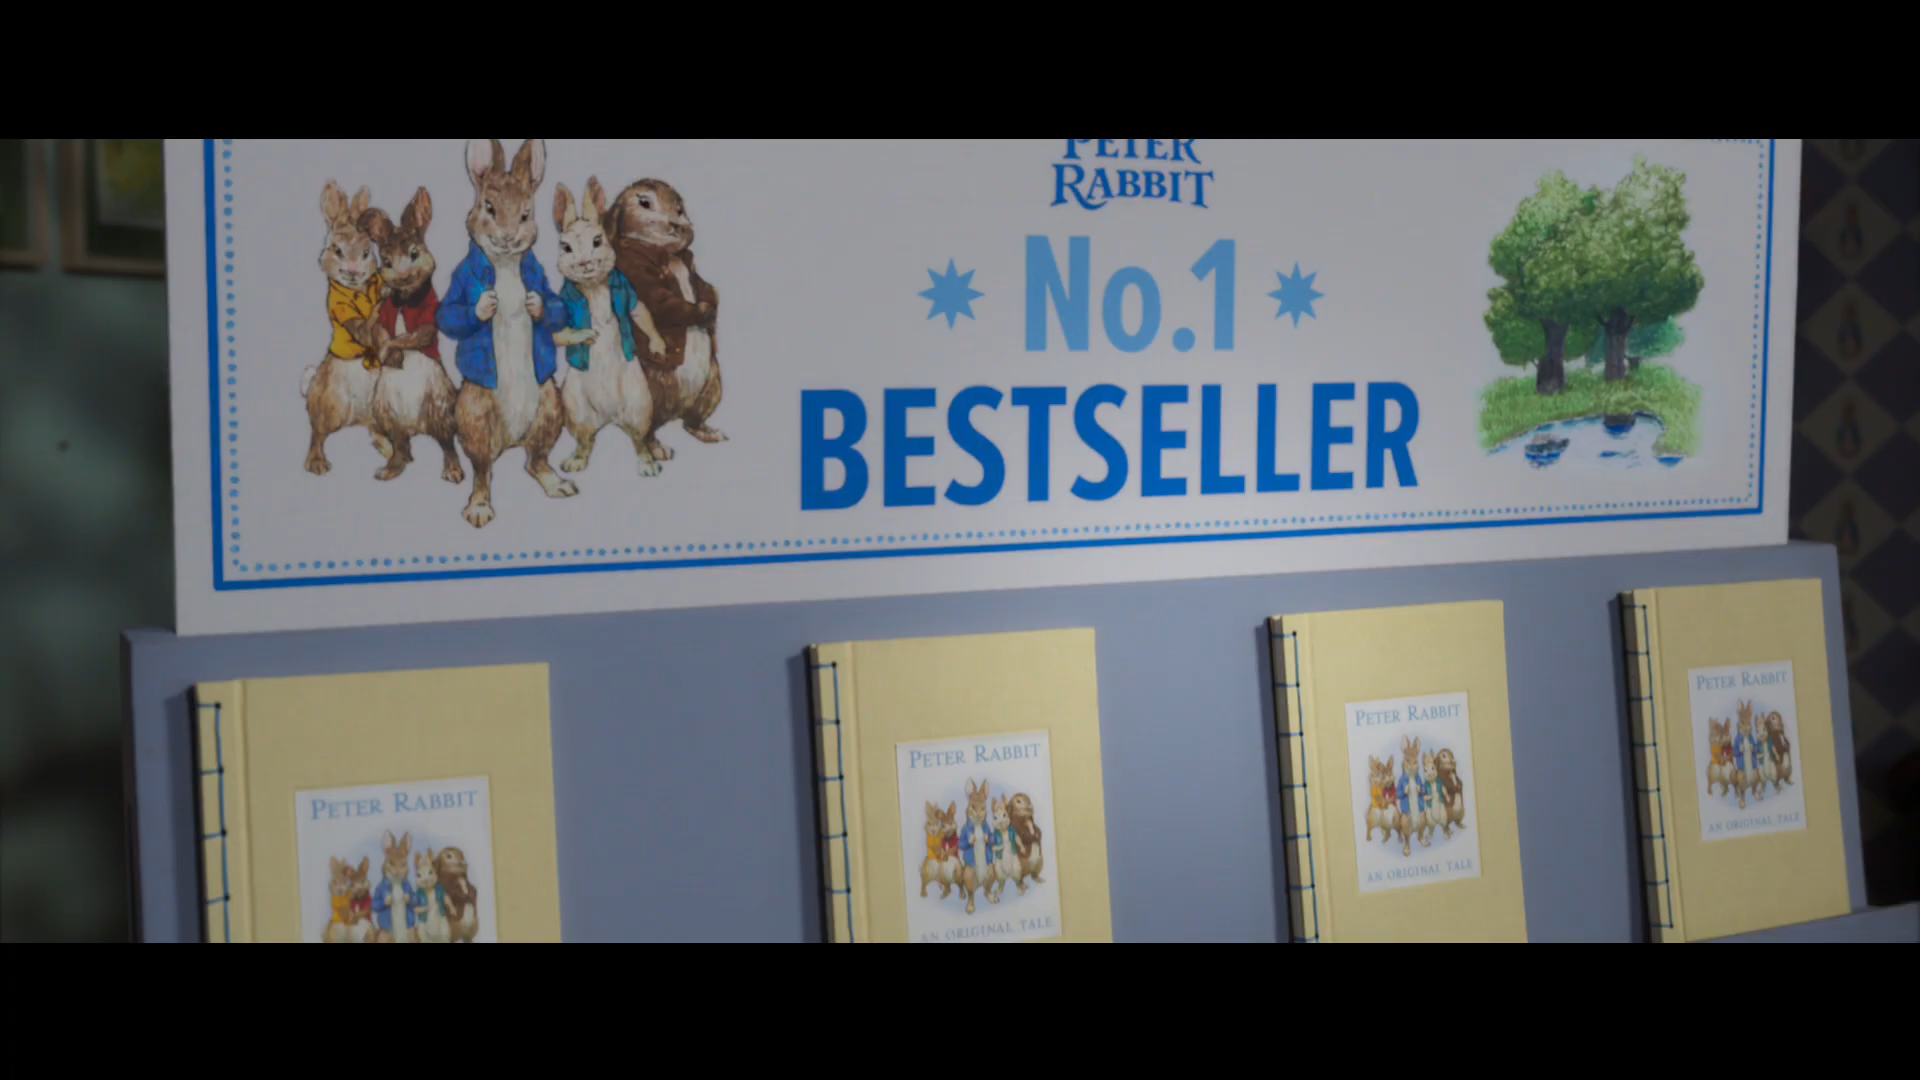 PETER
RABBIT
No.1
BESTSELLER
PETER RABBIT
PETER RABBIT
AN ORIGINAL TALE
PETER RABBIT
AN ORIGINAL TALE
PETER RABBIT
AN ORIGINAL TALE